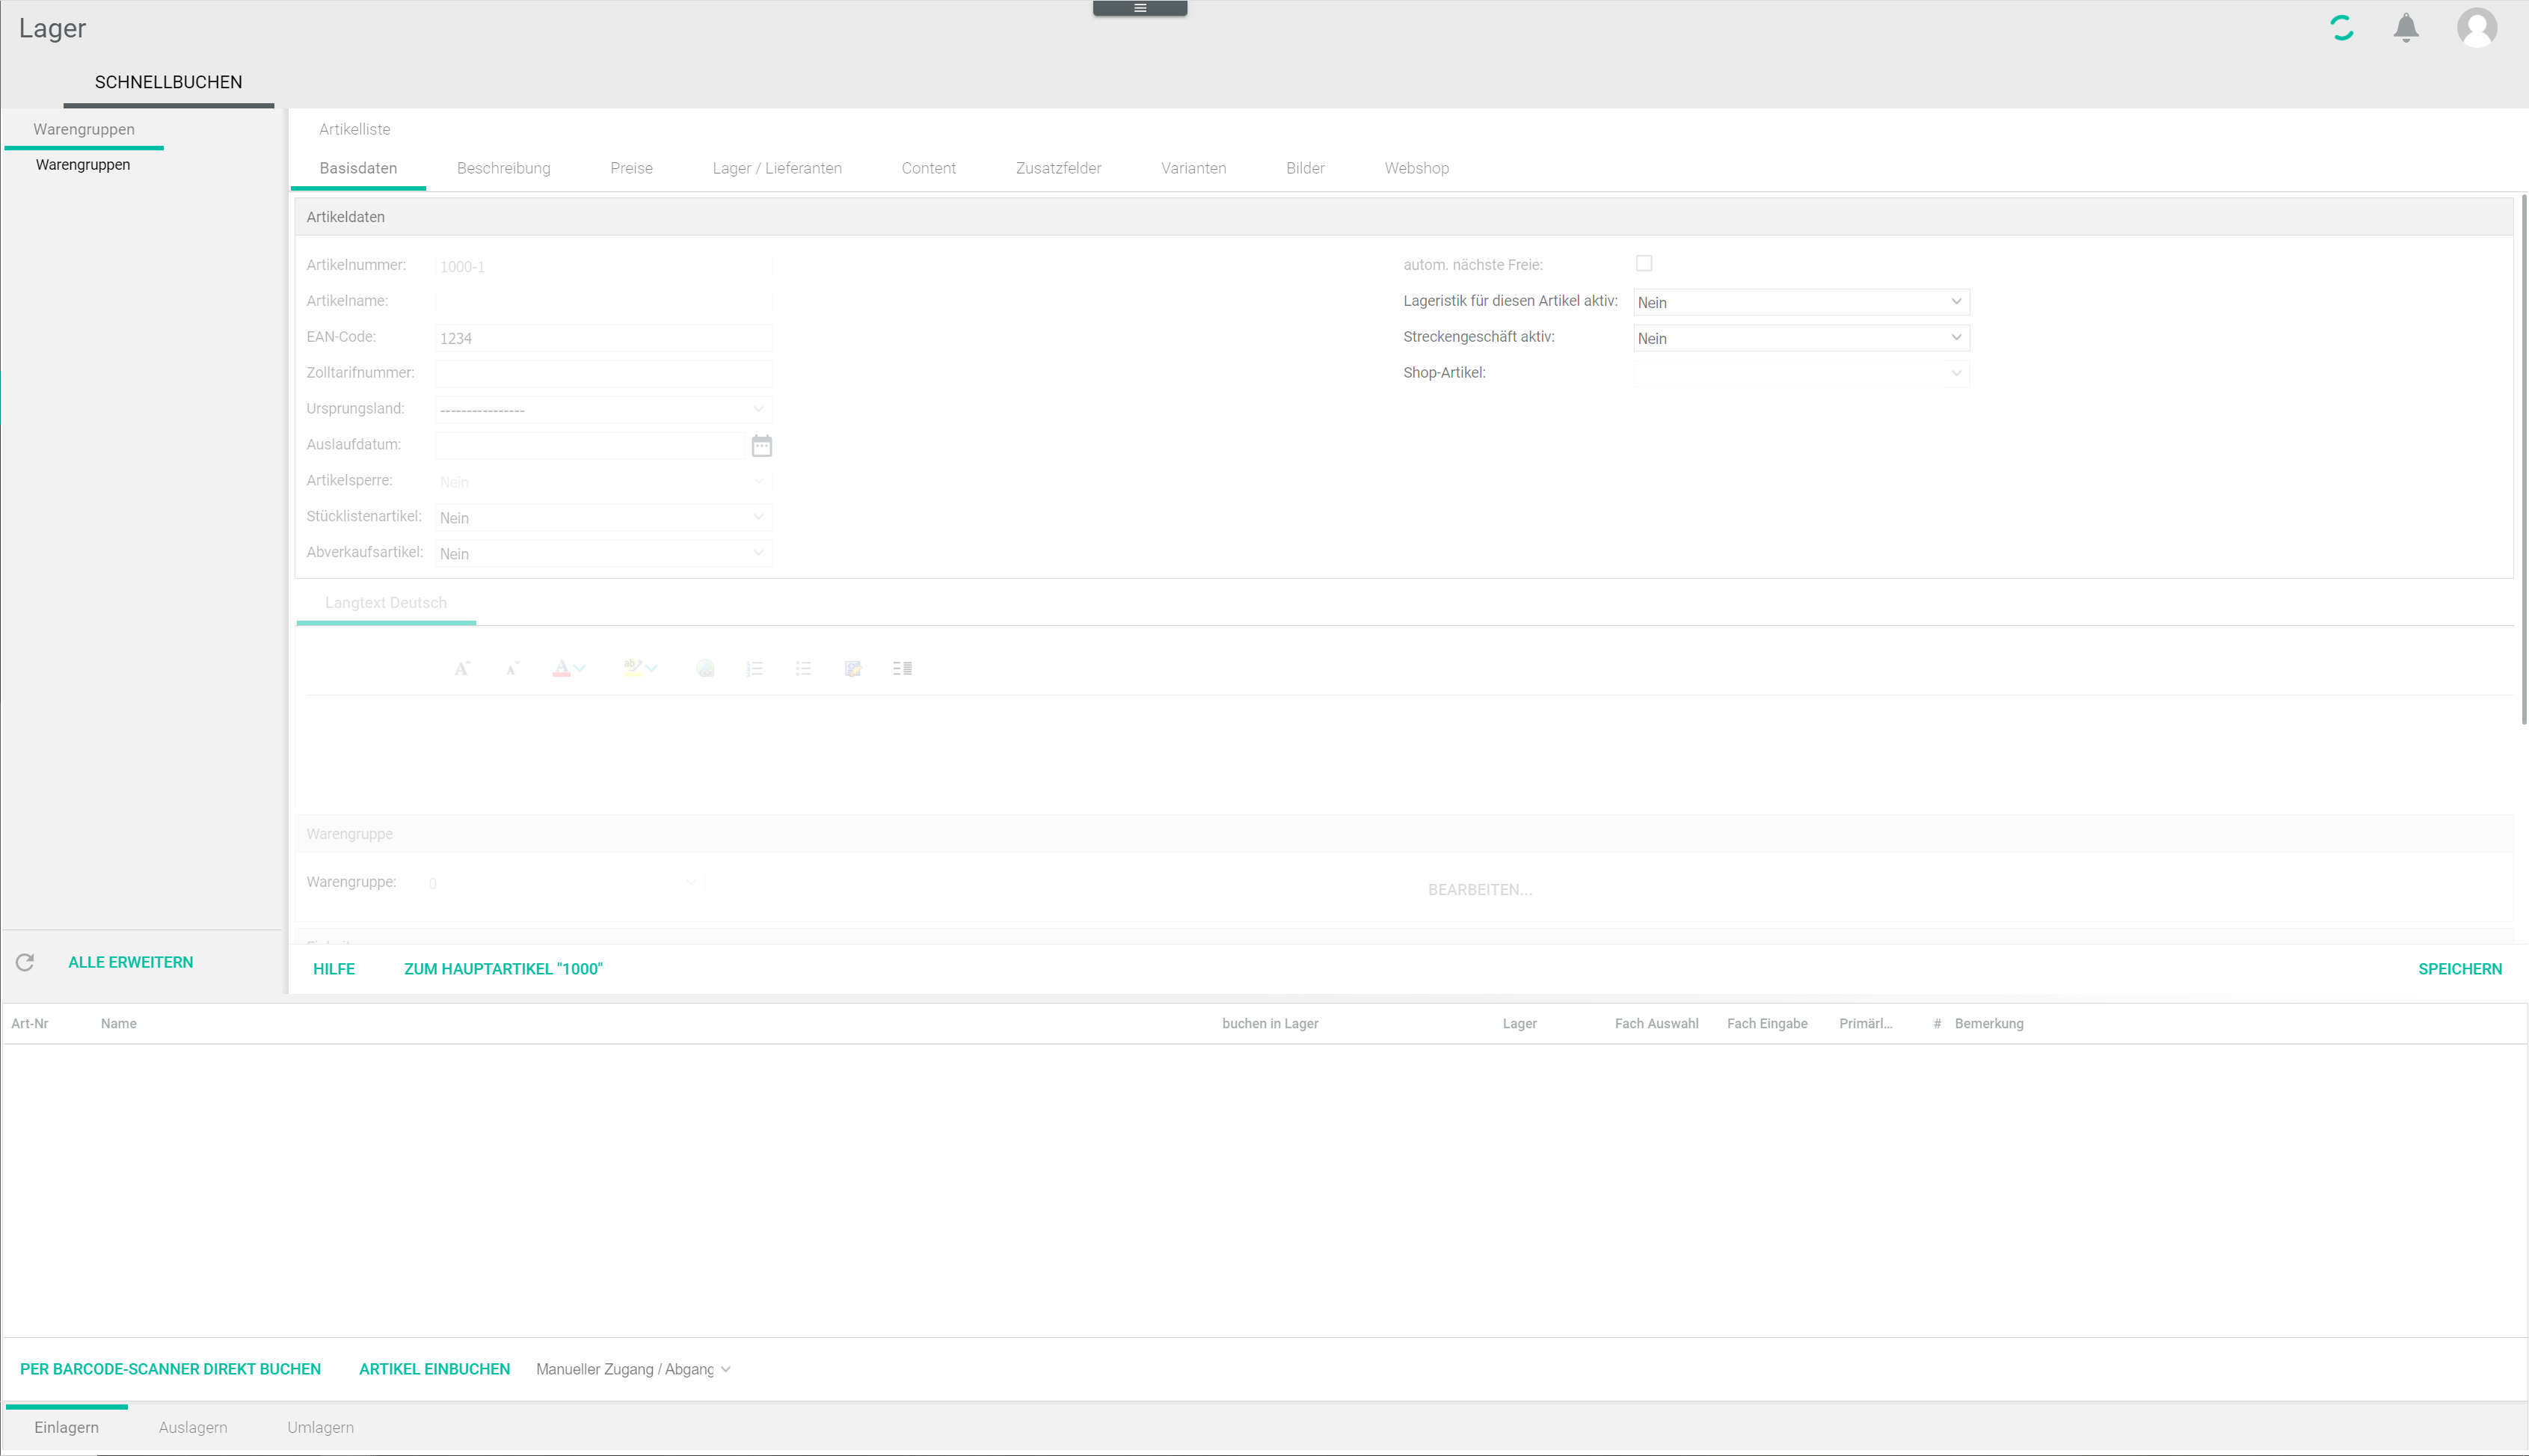 Lager
SCHNELLBUCHEN
Warengruppen
Warengruppen
Artikelliste
Basisdaten Beschreibung Preise Lager / Lieferanten Content Zusatzfelder Varianten Bilder Webshop
Artikeldaten
Artikelnummer: 1000-1 autom. nächste Freie:
Artikelname: Lageristik für diesen Artikel aktiv: Nein
EAN-Code: 1234 Streckengeschäft aktiv: Nein
Zolltarifnummer: Shop-Artikel:
Ursprungsland: ----------------
Auslaufdatum:
Artikelsperre: Nein
Stücklistenartikel: Nein
Abverkaufsartikel: Nein
Langtext Deutsch
Warengruppe
Warengruppe: 0 BEARBEITEN...
ALLE ERWEITERN
HILFE ZUM HAUPTARTIKEL "1000" SPEICHERN
Art-Nr Name buchen in Lager Lager Fach Auswahl Fach Eingabe Primärl... # Bemerkung
PER BARCODE-SCANNER DIREKT BUCHEN ARTIKEL EINBUCHEN Manueller Zugang / Abgang
Einlagern Auslagern Umlagern